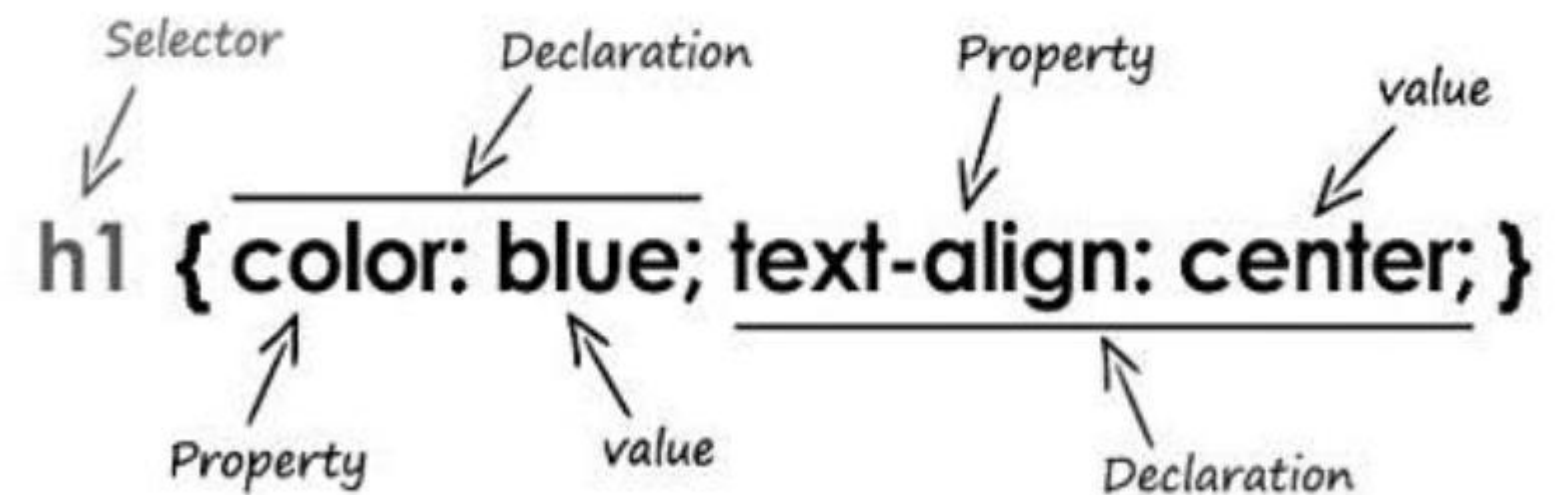 Selector Declaration Property value
h1 { color: blue; text-align: center; }
Property value Declaration